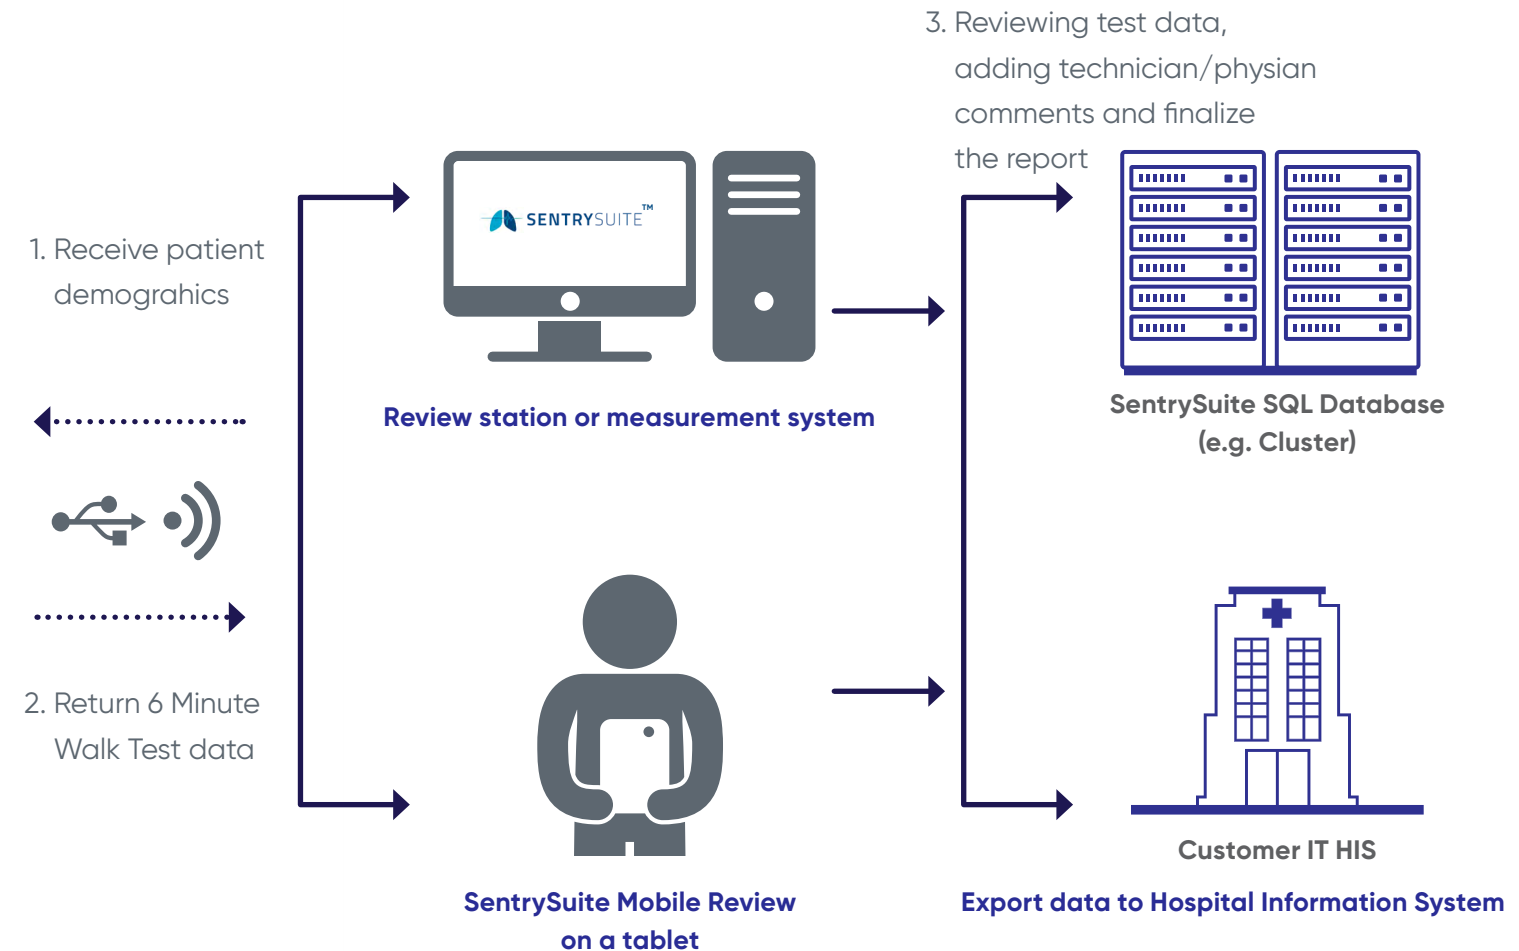 3. Reviewing test data,
adding technician/physian
comments and finalize
the report
SENTRYSUITE™
1. Receive patient
demograhics
Review station or measurement system
SentrySuite SQL Database
(e.g. Cluster)
2. Return 6 Minute
Walk Test data
Customer IT HIS
SentrySuite Mobile Review
on a tablet
Export data to Hospital Information System